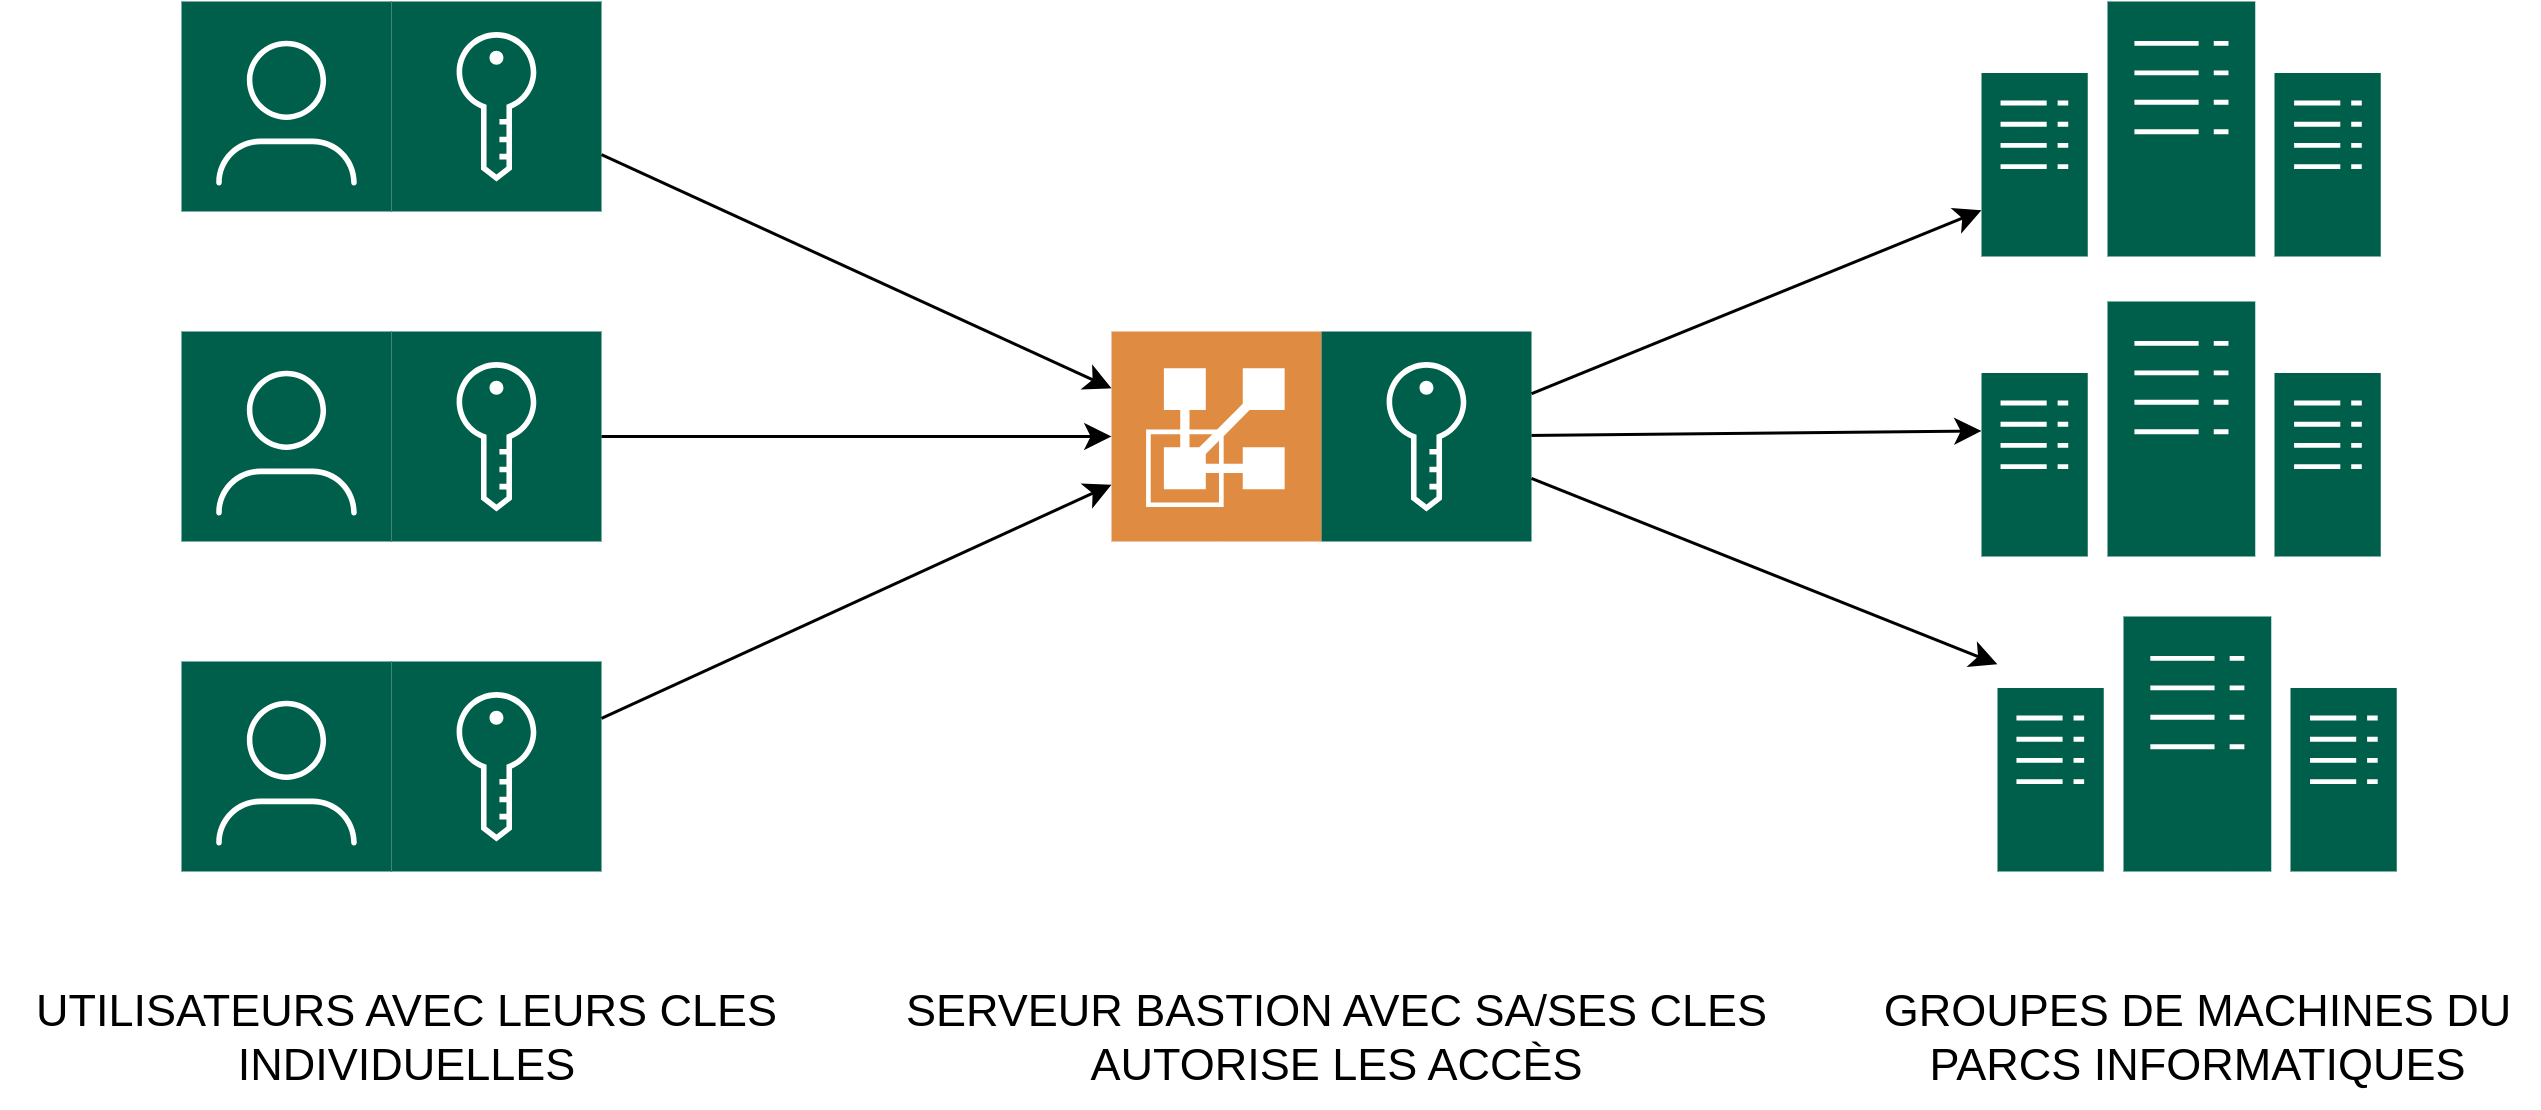 UTILISATEURS AVEC LEURS CLES
INDIVIDUELLES
SERVEUR BASTION AVEC SA/SES CLES
AUTORISE LES ACCÈS
GROUPES DE MACHINES DU
PARCS INFORMATIQUES